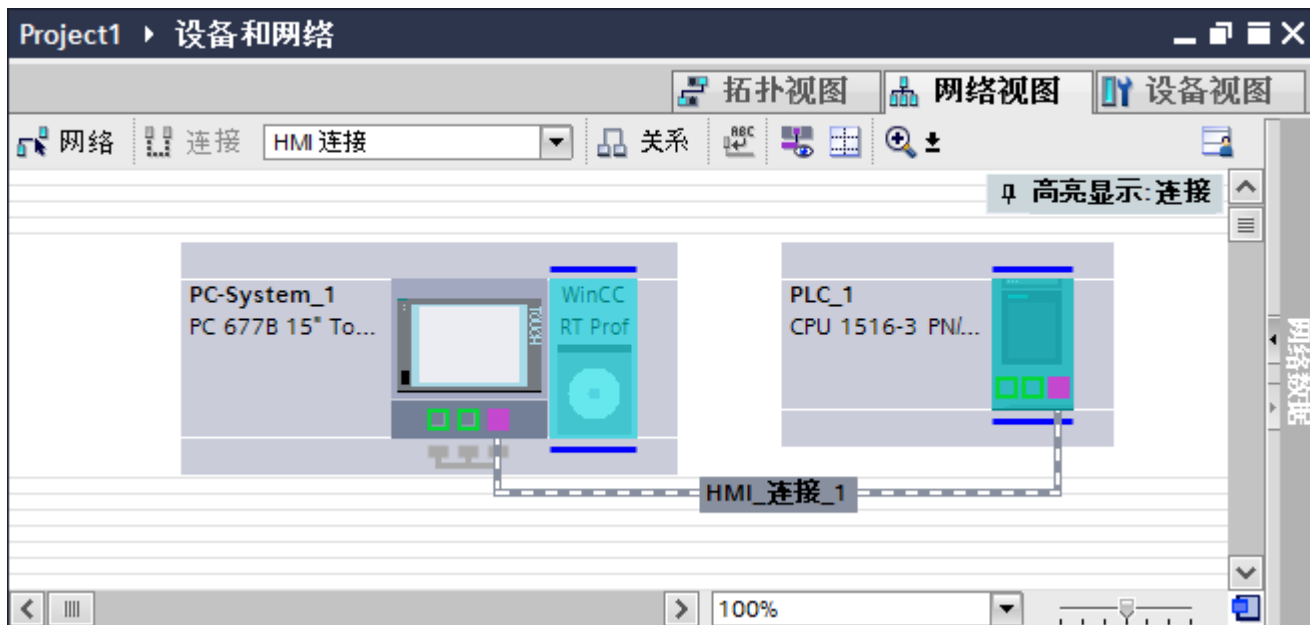 Project1 ▸ 设备和网络
拓扑视图 网络视图 设备视图
网络 连接 HMI 连接 关系
高亮显示:连接
PC-System_1
PC 677B 15" To...
TOUCH
WinCC
RT Prof
PLC_1
CPU 1516-3 PN/...
HMI_连接_1
100%
网络数据